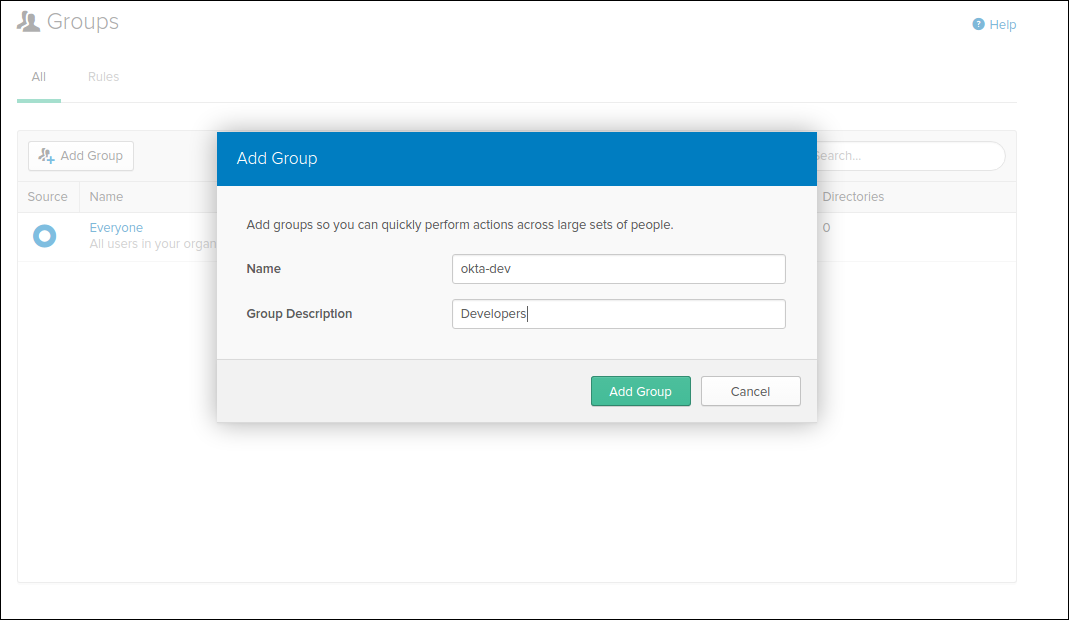 Groups
Help
All
Rules
Add Group
Add Group
earch...
Source
Name
Directories
Everyone
0
All users in your organ
Add groups so you can quickly perform actions across large sets of people.
Name
okta-dev
Group Description
Developers
Add Group
Cancel